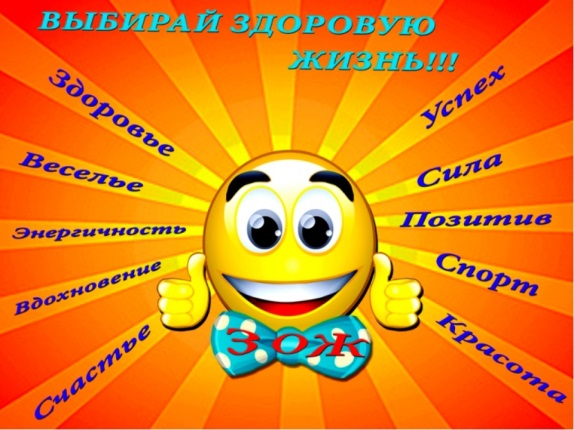 ВЫБИРАЙ ЗДОРОВУЮ
ЖИЗНЬ!!!
Здоровье
Веселье
Энергичность
Вдохновение
Счастье
Успех
Сила
Позитив
Спорт
Красота
ЗОЖ